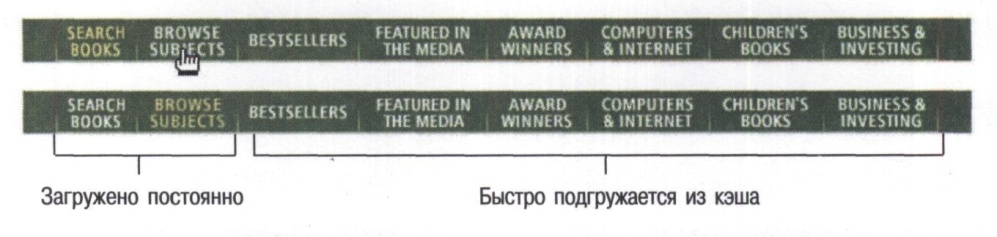 SEARCH BROWSE BESTSELLERS FEATURED IN AWARD COMPUTERS CHILDREN'S BUSINESS &
BOOKS SUBJECTS THE MEDIA WINNERS & INTERNET BOOKS INVESTING
SEARCH BROWSE BESTSELLERS FEATURED IN AWARD COMPUTERS CHILDREN'S BUSINESS &
BOOKS SUBJECTS THE MEDIA WINNERS & INTERNET BOOKS INVESTING
Загружено постоянно Быстро подгружается из кэша